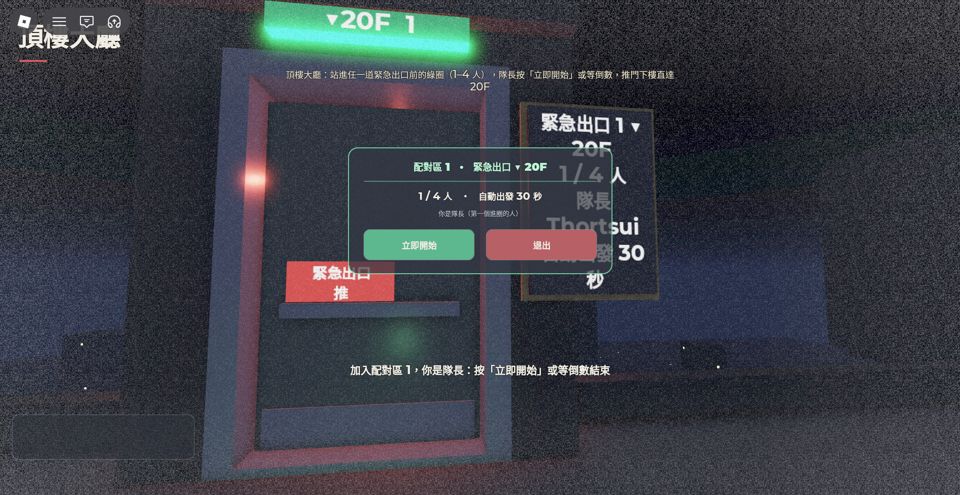 頂樓大廳
▼20F 1
頂樓大廳：站進任一道緊急出口前的綠圈（1–4 人），隊長按「立即開始」或等倒數，推門下樓直達
20F
緊急出口 1 ▼
20F
1 / 4 人
隊長
Thortsui
發 30
秒
配對區 1 • 緊急出口 ▼ 20F
1 / 4 人 • 自動出發 30 秒
你是隊長（第一個進圈的人）
立即開始
退出
緊急出口
推
加入配對區 1，你是隊長：按「立即開始」或等倒數結束